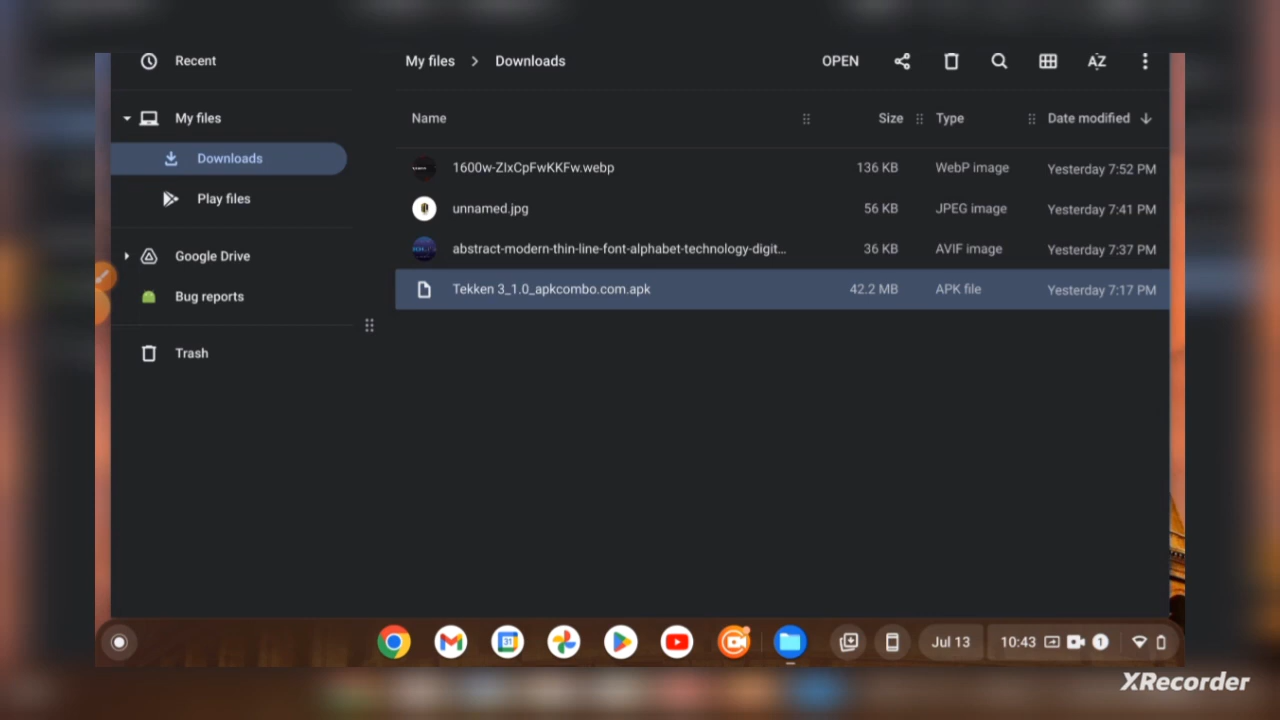 Recent
My files > Downloads
OPEN
AZ
My files
Name
Size
Type
Date modified
Downloads
1600w-ZIxCpFwKKFw.webp
136 KB
WebP image
Yesterday 7:52 PM
Play files
unnamed.jpg
56 KB
JPEG image
Yesterday 7:41 PM
Google Drive
abstract-modern-thin-line-font-alphabet-technology-digit...
36 KB
AVIF image
Yesterday 7:37 PM
Bug reports
Tekken 3_1.0_apkcombo.com.apk
42.2 MB
APK file
Yesterday 7:17 PM
Trash
31
Jul 13
10:43
1
XRecorder